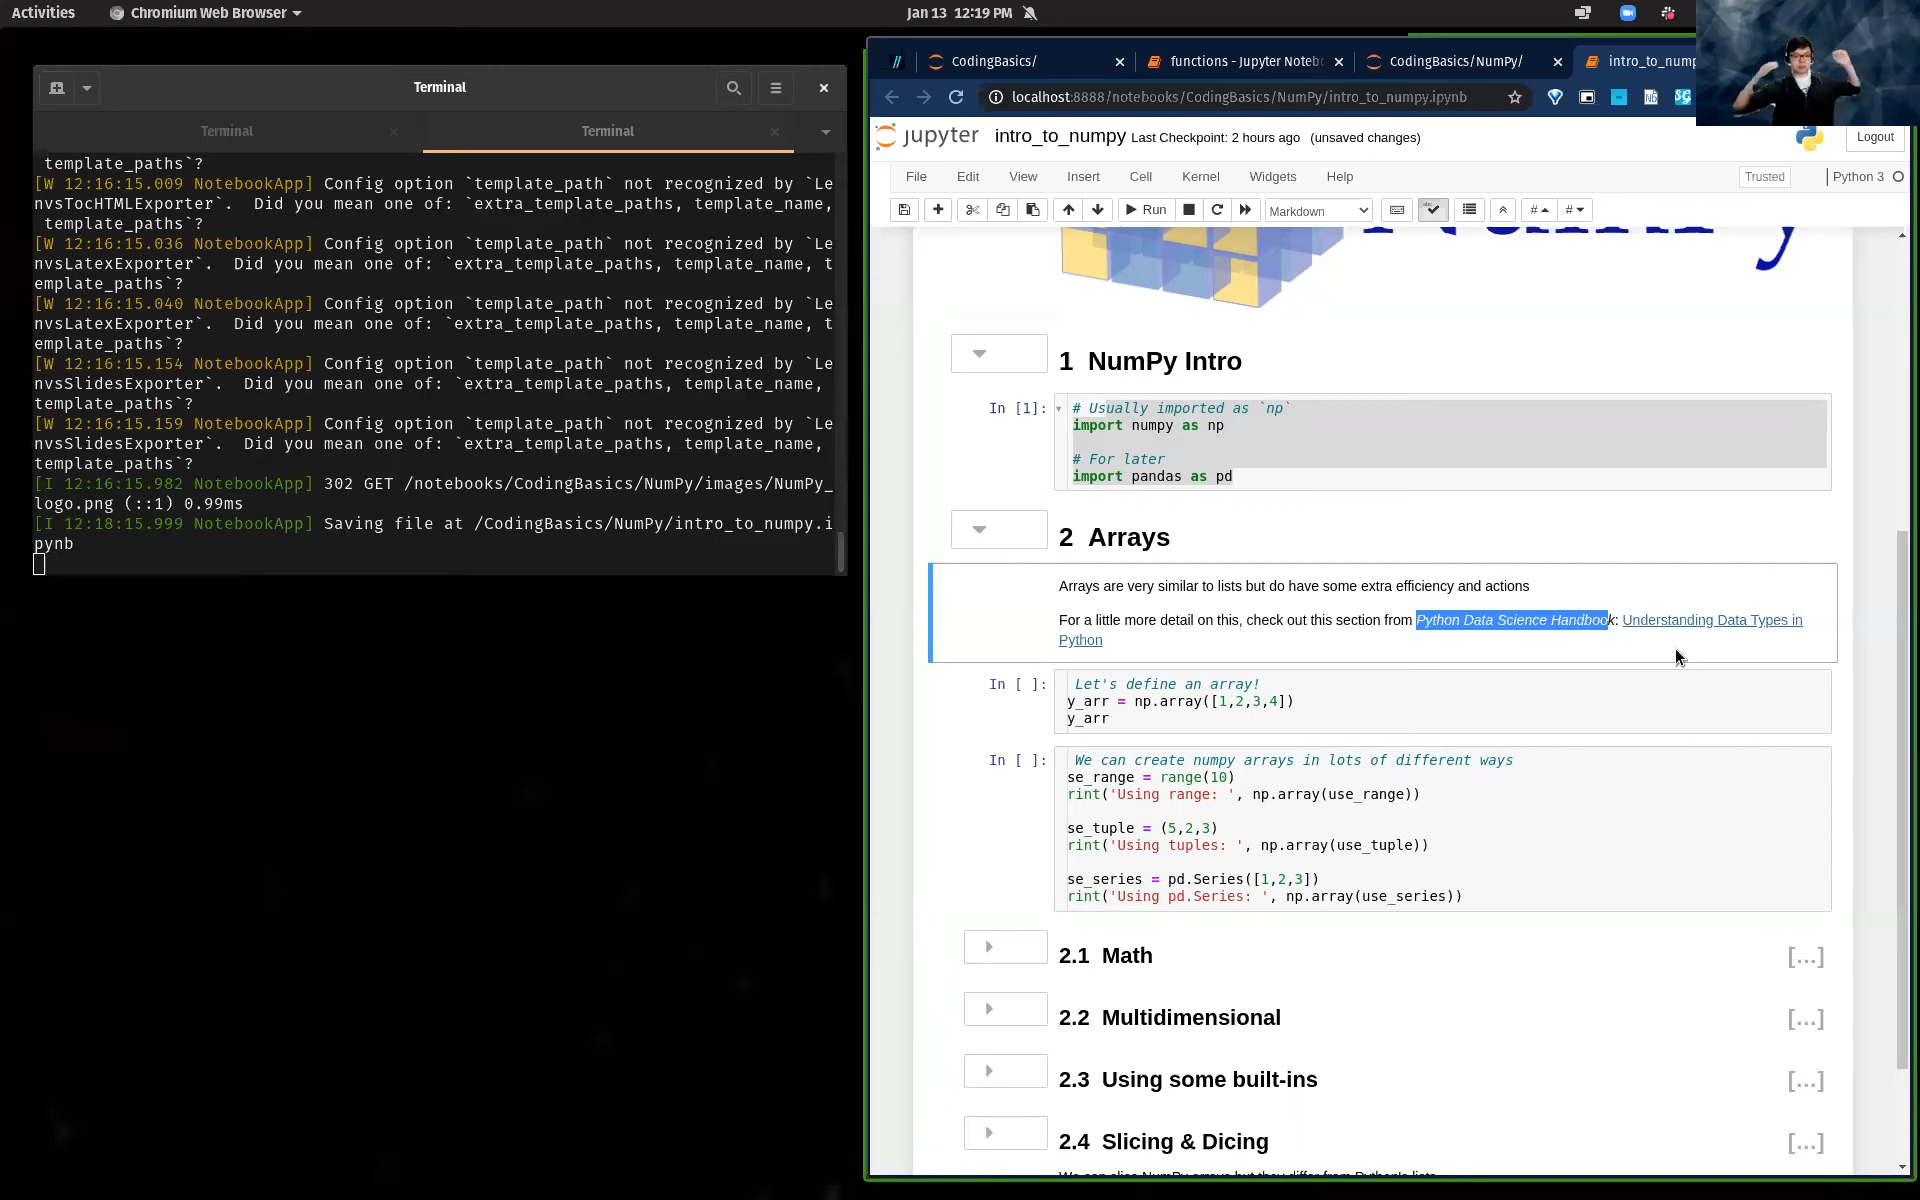 Activities
Chromium Web Browser
Jan 13 12:19 PM
Terminal
Terminal
Terminal
template_paths`?
[W 12:16:15.009 NotebookApp] Config option `template_path` not recognized by `Le
nvsTocHTMLExporter`.  Did you mean one of: `extra_template_paths, template_name,
template_paths`?
[W 12:16:15.036 NotebookApp] Config option `template_path` not recognized by `Le
nvsLatexExporter`.  Did you mean one of: `extra_template_paths, template_name, t
emplate_paths`?
[W 12:16:15.040 NotebookApp] Config option `template_path` not recognized by `Le
nvsLatexExporter`.  Did you mean one of: `extra_template_paths, template_name, t
emplate_paths`?
[W 12:16:15.154 NotebookApp] Config option `template_path` not recognized by `Le
nvsSlidesExporter`.  Did you mean one of: `extra_template_paths, template_name,
template_paths`?
[W 12:16:15.159 NotebookApp] Config option `template_path` not recognized by `Le
nvsSlidesExporter`.  Did you mean one of: `extra_template_paths, template_name,
template_paths`?
[I 12:16:15.982 NotebookApp] 302 GET /notebooks/CodingBasics/NumPy/images/NumPy_
logo.png (::1) 0.99ms
[I 12:18:15.999 NotebookApp] Saving file at /CodingBasics/NumPy/intro_to_numpy.i
pynb
CodingBasics/
functions - Jupyter Noteb
CodingBasics/NumPy/
intro_to_nump
localhost:8888/notebooks/CodingBasics/NumPy/intro_to_numpy.ipynb
jupyter intro_to_numpy Last Checkpoint: 2 hours ago (unsaved changes)
Logout
File Edit View Insert Cell Kernel Widgets Help
Trusted
Python 3
Run
Markdown
1 NumPy Intro
In [1]:
# Usually imported as `np`
import numpy as np
# For later
import pandas as pd
2 Arrays
Arrays are very similar to lists but do have some extra efficiency and actions
For a little more detail on this, check out this section from Python Data Science Handbook: Understanding Data Types in
Python
In [ ]:
Let's define an array!
y_arr = np.array([1,2,3,4])
y_arr
In [ ]:
We can create numpy arrays in lots of different ways
se_range = range(10)
rint('Using range: ', np.array(use_range))
se_tuple = (5,2,3)
rint('Using tuples: ', np.array(use_tuple))
se_series = pd.Series([1,2,3])
rint('Using pd.Series: ', np.array(use_series))
2.1 Math
[...]
2.2 Multidimensional
[...]
2.3 Using some built-ins
[...]
2.4 Slicing & Dicing
[...]